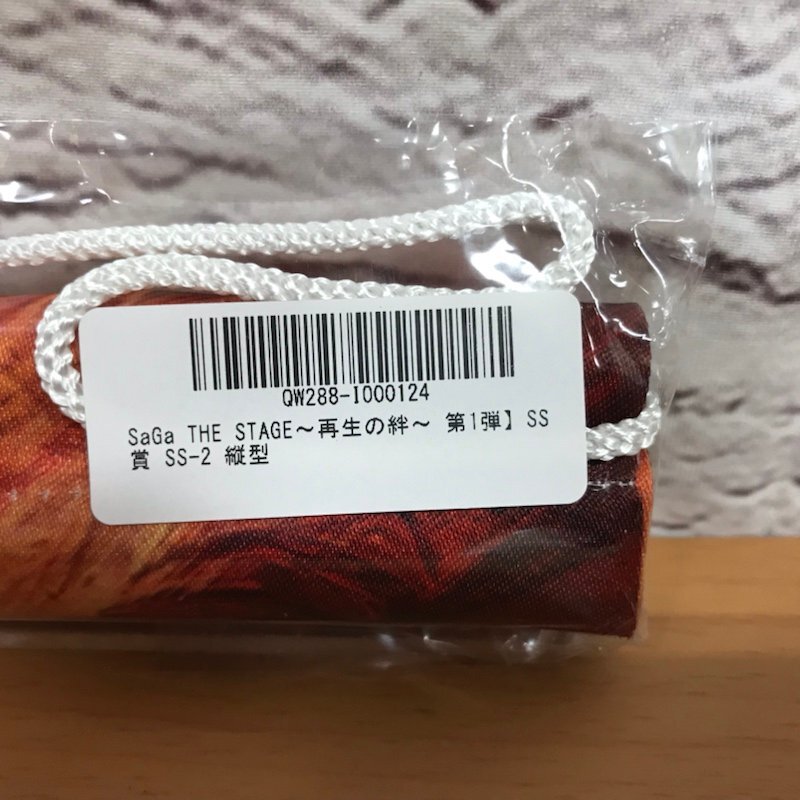 QW288-I000124
SaGa THE STAGE～再生の絆～ 第1弾】SS
賞 SS-2 縦型